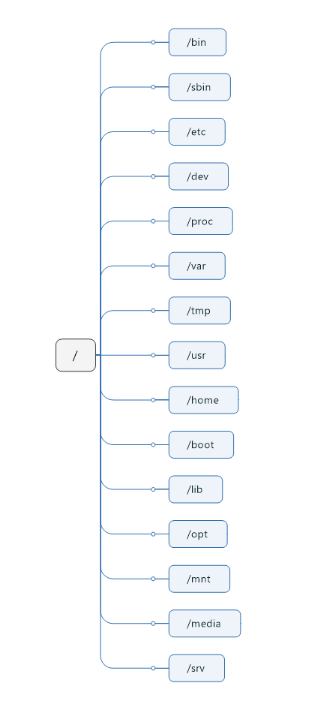 /bin
/sbin
/etc
/dev
/proc
/var
/tmp
/
/usr
/home
/boot
/lib
/opt
/mnt
/media
/srv